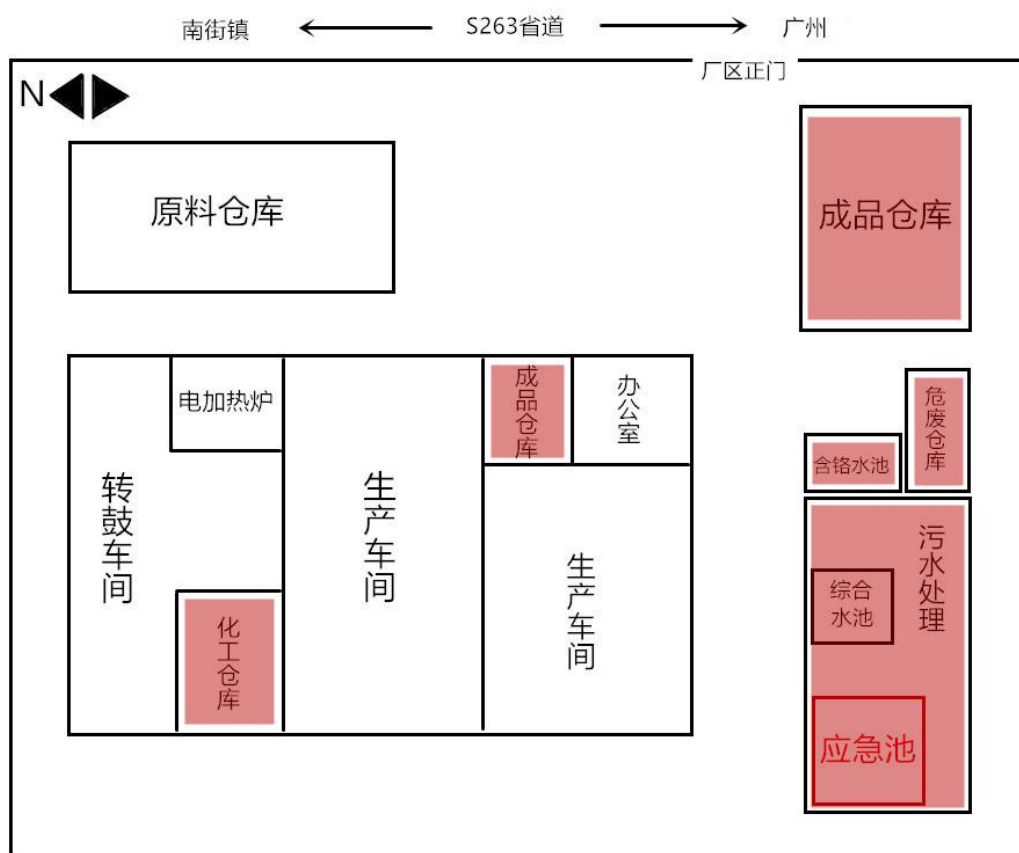 南街镇
S263省道
广州
厂区正门
N
原料仓库
成品仓库
电加热炉
成品仓库
办公室
危废仓库
含铬水池
转鼓车间
生产车间
生产车间
污水处理
综合
水池
化工仓库
应急池